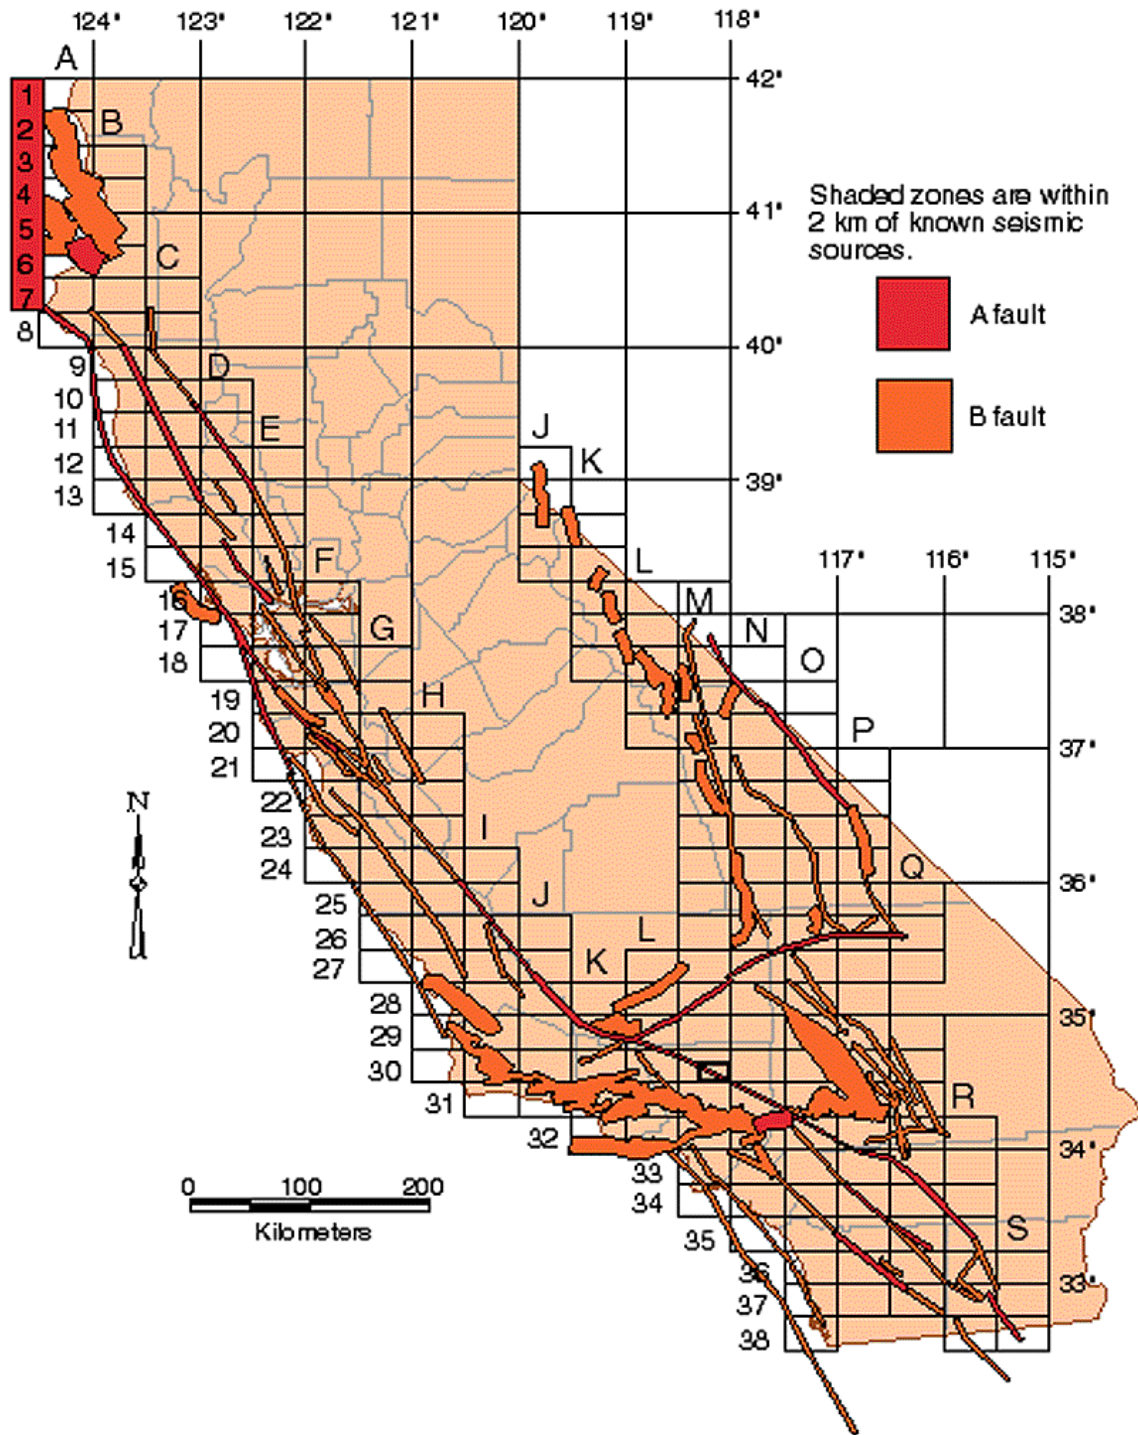 124° 123° 122° 121° 120° 119° 118°
A
42°
1
B
2
3
Shaded zones are within
4
2 km of known seismic
41°
5
sources.
C
6
7
A fault
8
40°
9
D
10
B fault
11
E
J
12
K
39°
13
14
117° 116° 115°
15
F
L
16
M
38°
17
G
N
18
O
19
H
20
P
37°
21
N
22
I
23
24
Q
36°
25
J
26
L
27
K
28
35°
29
30
R
31
32
34°
33
0 100 200
34
Kilometers
S
35
36
33°
37
38